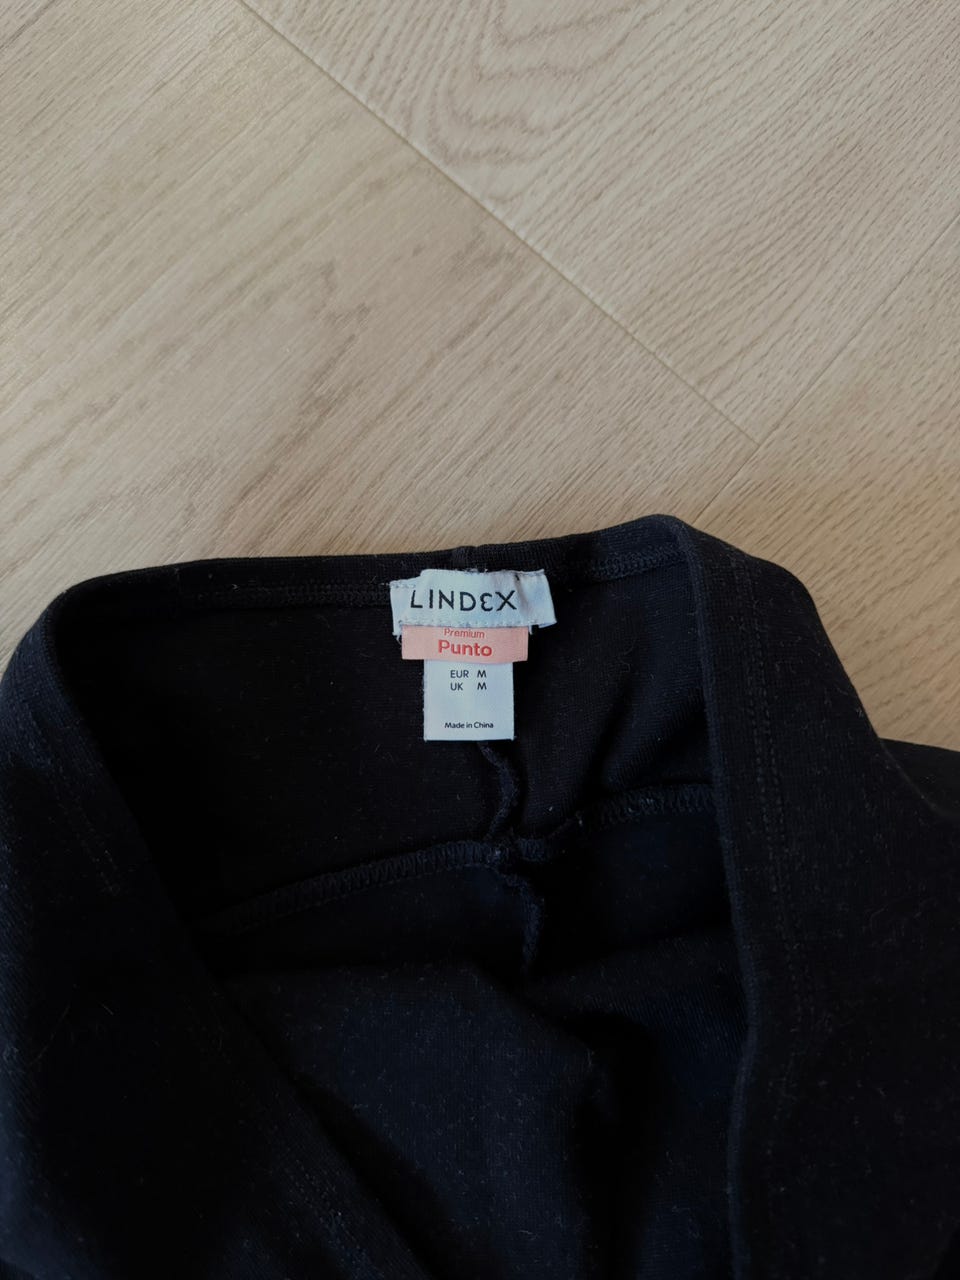 LINDEX
Premium
Punto
EUR M
UK M
Made in China